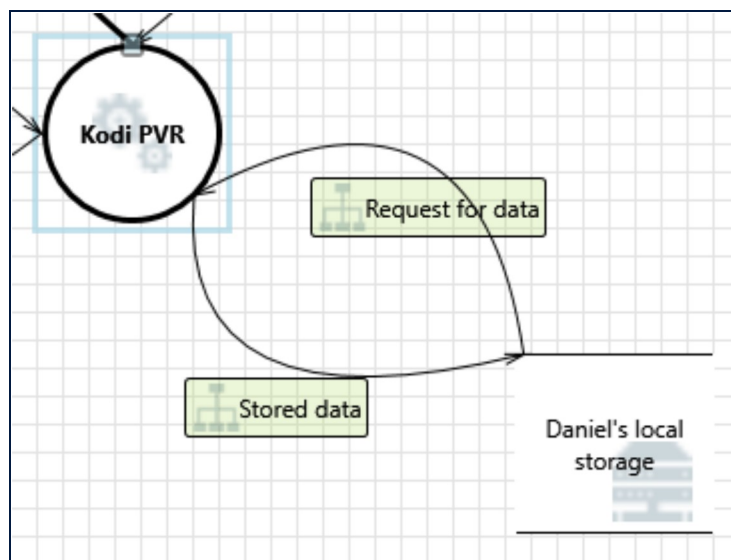 Kodi PVR
Request for data
Stored data
Daniel's local
storage